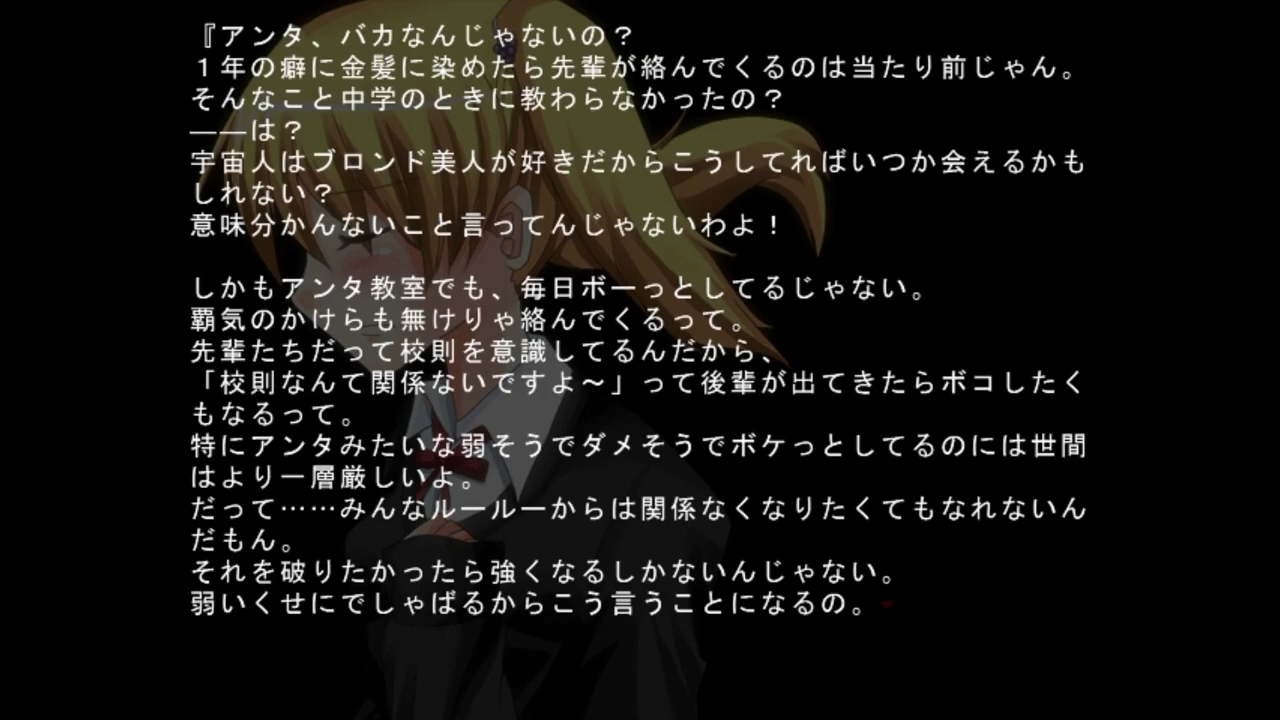 『アンタ、バカなんじゃないの？
１年の癖に金髪に染めたら先輩が絡んでくるのは当たり前じゃん。
そんなこと中学のときに教わらなかったの？
――は？
宇宙人はブロンド美人が好きだからこうしてればいつか会えるかも
しれない？
意味分かんないこと言ってんじゃないわよ！
しかもアンタ教室でも、毎日ボーっとしてるじゃない。
覇気のかけらも無けりゃ絡んでくるって。
先輩たちだって校則を意識してるんだから、
「校則なんて関係ないですよ～」って後輩が出てきたらボコしたく
もなるって。
特にアンタみたいな弱そうでダメそうでボケっとしてるのには世間
はより一層厳しいよ。
だって……みんなルールーからは関係なくなりたくてもなれないん
だもん。
それを破りたかったら強くなるしかないんじゃない。
弱いくせにでしゃばるからこう言うことになるの。